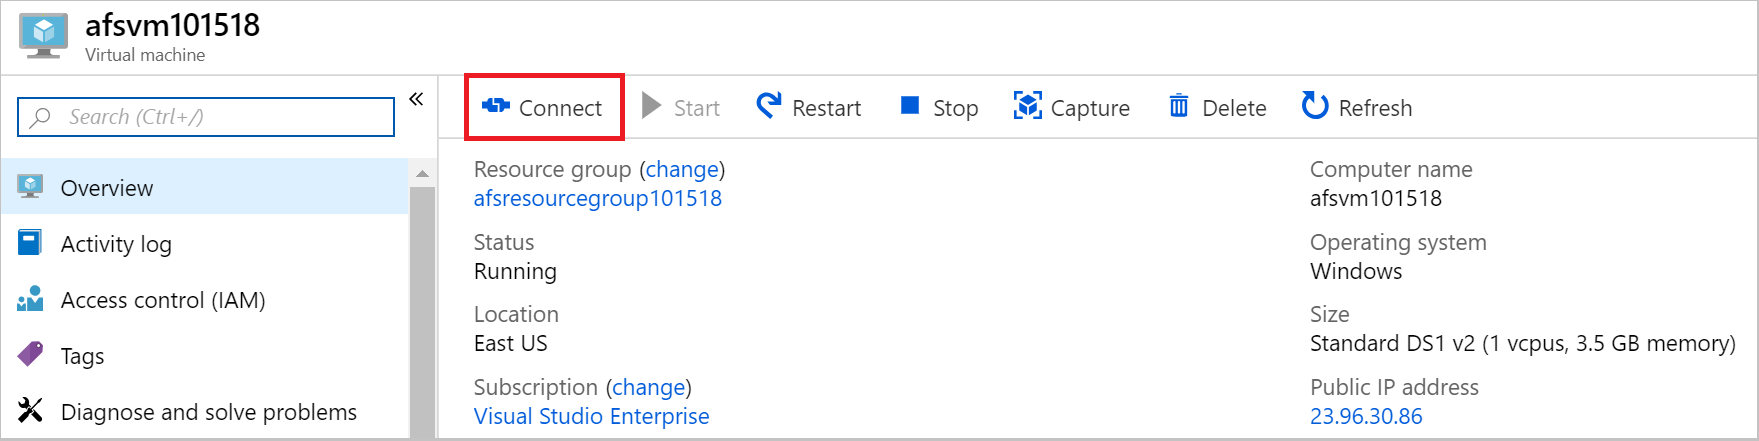 afsvm101518
Virtual machine
Search (Ctrl+/)
«
Overview
Activity log
Access control (IAM)
Tags
Diagnose and solve problems
Connect Start Restart Stop Capture Delete Refresh
Resource group (change)
afsresourcegroup101518
Status
Running
Location
East US
Subscription (change)
Visual Studio Enterprise
Computer name
afsvm101518
Operating system
Windows
Size
Standard DS1 v2 (1 vcpus, 3.5 GB memory)
Public IP address
23.96.30.86